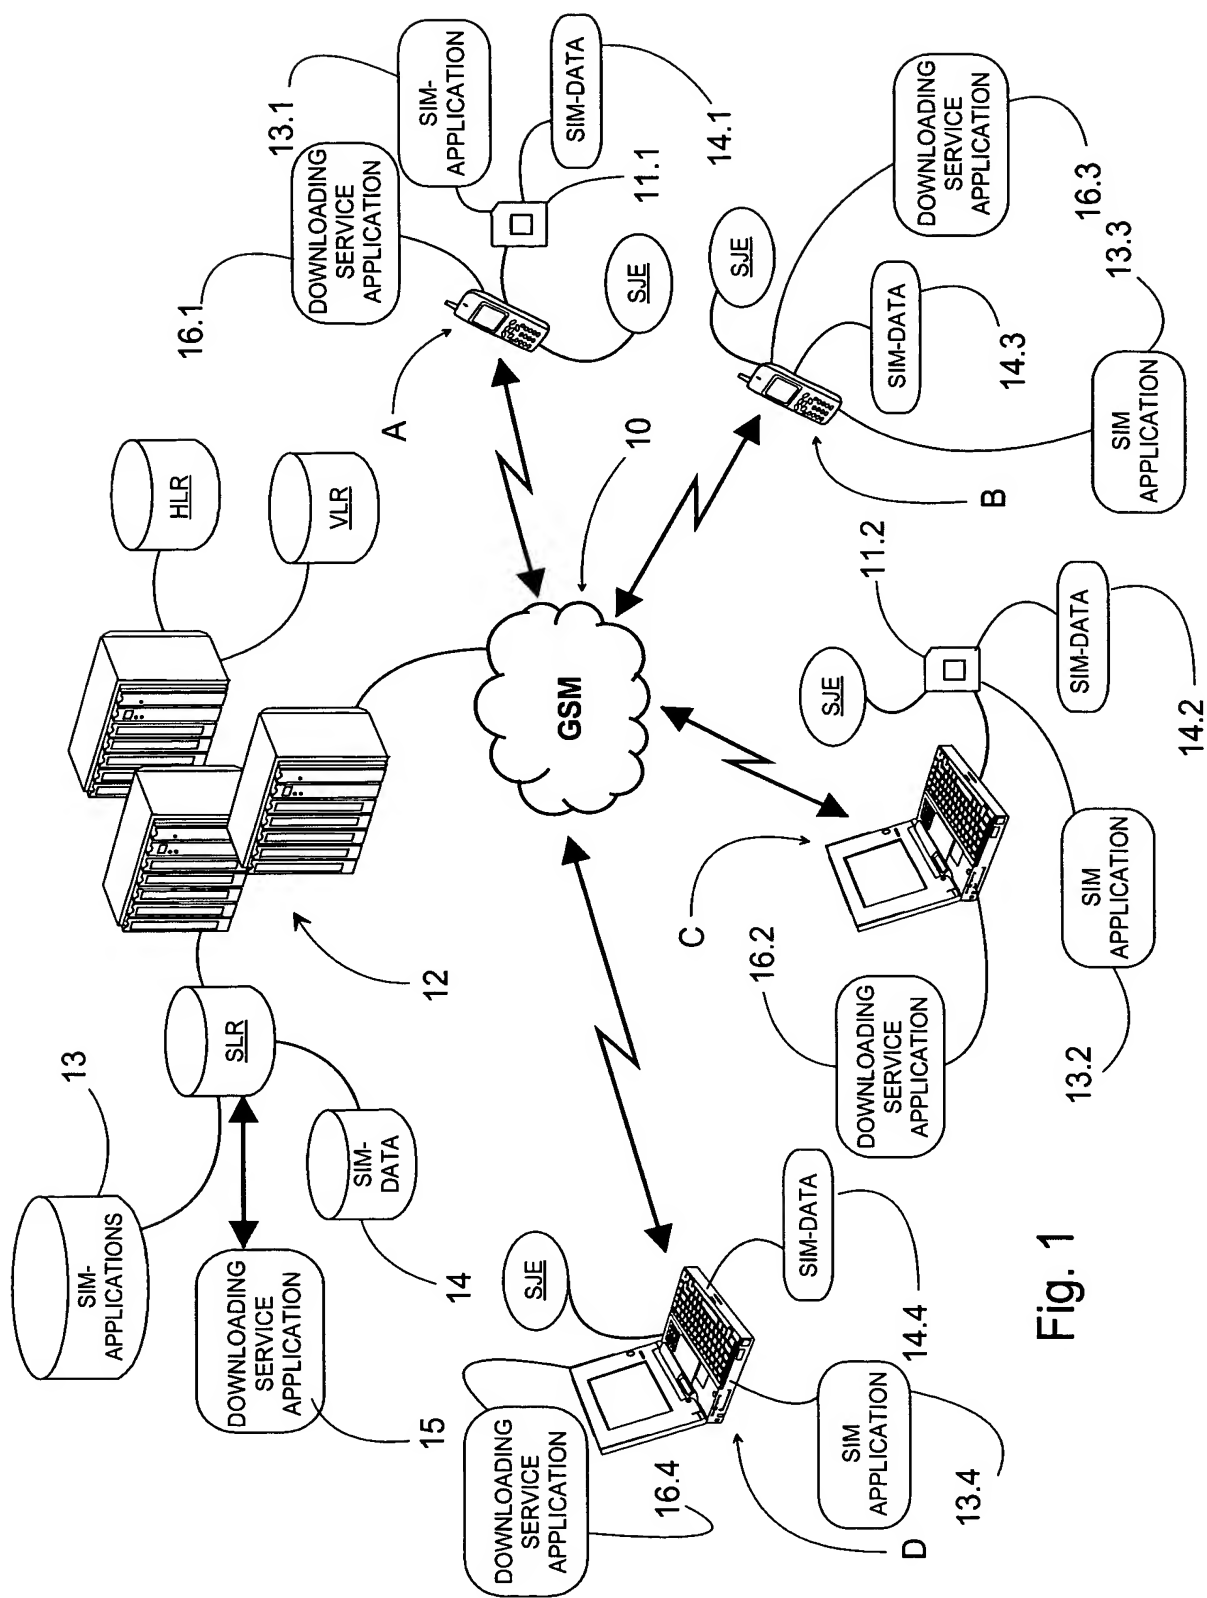 SIM-
APPLICATIONS
13
DOWNLOADING
SERVICE
APPLICATION
15
SLR
SIM-
DATA
14
12
HLR
VLR
GSM
10
16.1
DOWNLOADING
SERVICE
APPLICATION
13.1
SIM-
APPLICATION
SIM-DATA
14.1
11.1
SJE
A
SJE
B
DOWNLOADING
SERVICE
APPLICATION
16.3
SIM-DATA
14.3
13.3
SIM
APPLICATION
C
16.2
DOWNLOADING
SERVICE
APPLICATION
SJE
11.2
SIM-DATA
14.2
SIM
APPLICATION
13.2
DOWNLOADING
SERVICE
APPLICATION
16.4
SJE
SIM-DATA
14.4
SIM
APPLICATION
13.4
D
Fig. 1